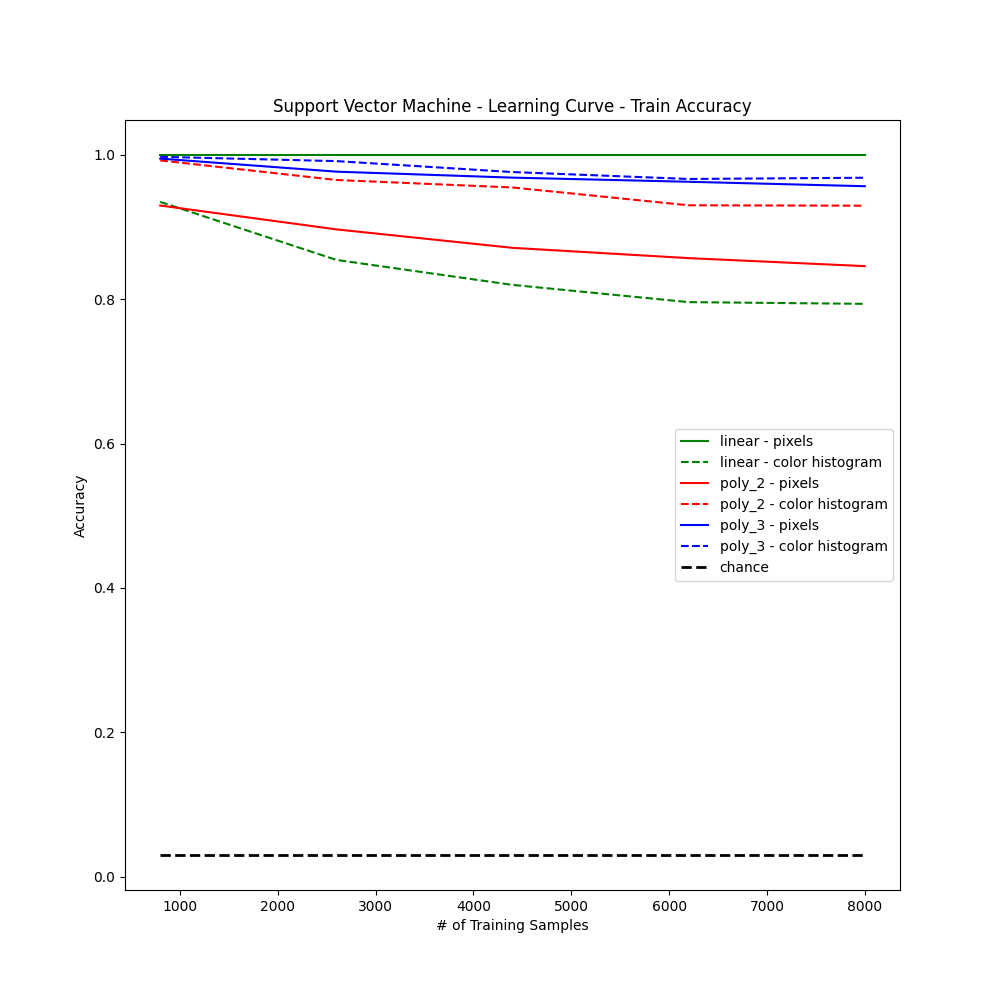 Support Vector Machine - Learning Curve - Train Accuracy
1.0
0.8
0.6
0.4
0.2
0.0
Accuracy
linear - pixels
linear - color histogram
poly_2 - pixels
poly_2 - color histogram
poly_3 - pixels
poly_3 - color histogram
chance
1000 2000 3000 4000 5000 6000 7000 8000
# of Training Samples